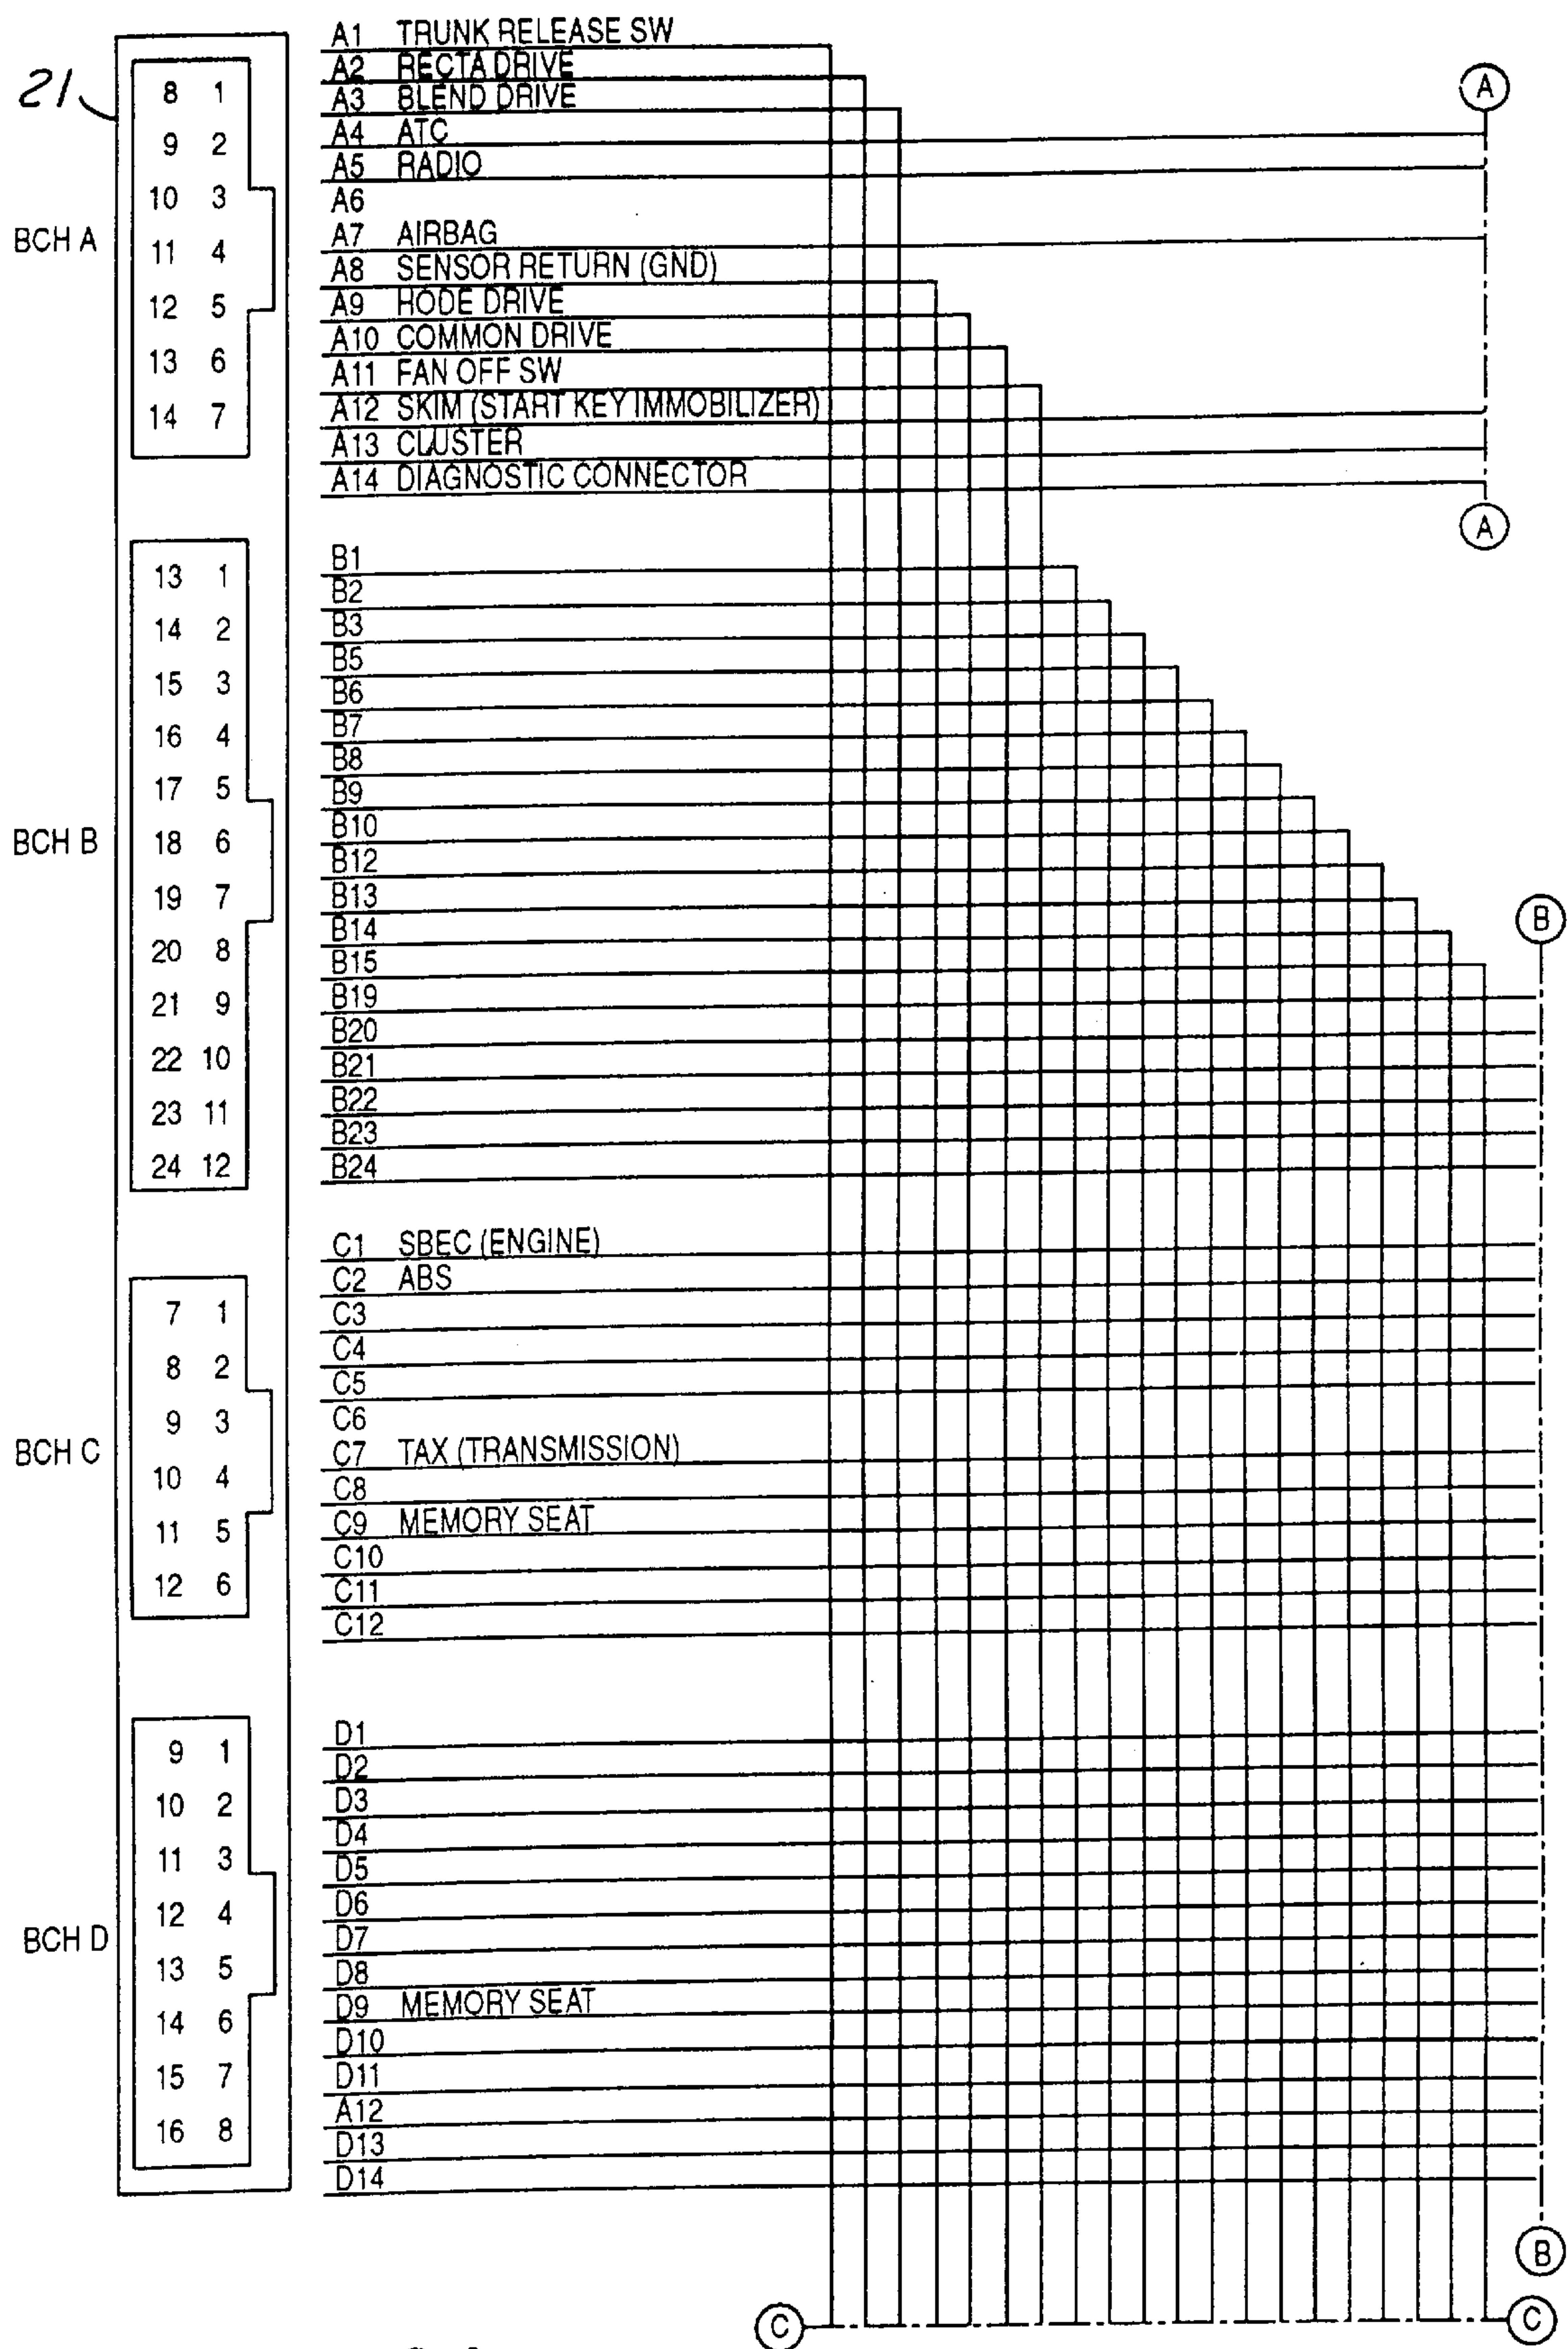 21
BCH A
8 1
9 2
10 3
11 4
12 5
13 6
14 7
A1 TRUNK RELEASE SW
A2 RECTA DRIVE
A3 BLEND DRIVE
A4 ATC
A5 RADIO
A6
A7 AIRBAG
A8 SENSOR RETURN (GND)
A9 HODE DRIVE
A10 COMMON DRIVE
A11 FAN OFF SW
A12 SKIM (START KEY IMMOBILIZER)
A13 CLUSTER
A14 DIAGNOSTIC CONNECTOR
A
A
BCH B
13 1
14 2
15 3
16 4
17 5
18 6
19 7
20 8
21 9
22 10
23 11
24 12
B1
B2
B3
B5
B6
B7
B8
B9
B10
B12
B13
B14
B15
B19
B20
B21
B22
B23
B24
B
BCH C
7 1
8 2
9 3
10 4
11 5
12 6
C1 SBEC (ENGINE)
C2 ABS
C3
C4
C5
C6
C7 TAX (TRANSMISSION)
C8
C9 MEMORY SEAT
C10
C11
C12
BCH D
9 1
10 2
11 3
12 4
13 5
14 6
15 7
16 8
D1
D2
D3
D4
D5
D6
D7
D8
D9 MEMORY SEAT
D10
D11
A12
D13
D14
B
C
C